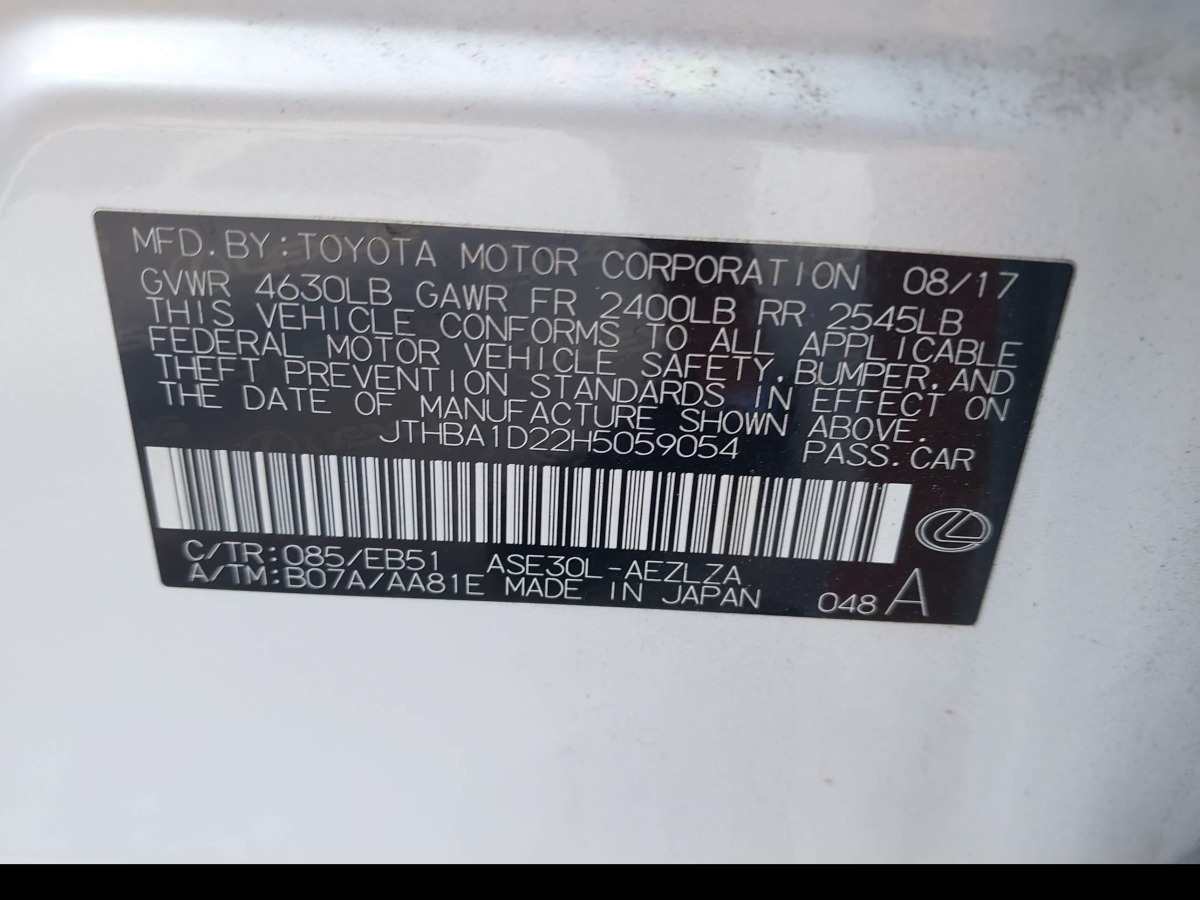 MFD.BY:TOYOTA MOTOR CORPORATION 08/17
GVWR 4630LB GAWR FR 2400LB RR 2545LB
THIS VEHICLE CONFORMS TO ALL APPLICABLE
FEDERAL MOTOR VEHICLE SAFETY,BUMPER,AND
THEFT PREVENTION STANDARDS IN EFFECT ON
THE DATE OF MANUFACTURE SHOWN ABOVE.
JTHBA1D22H5059054 PASS.CAR
C/TR:085/EB51 ASE30L-AEZLZA
A/TM:B07A/AA81E MADE IN JAPAN 048 A